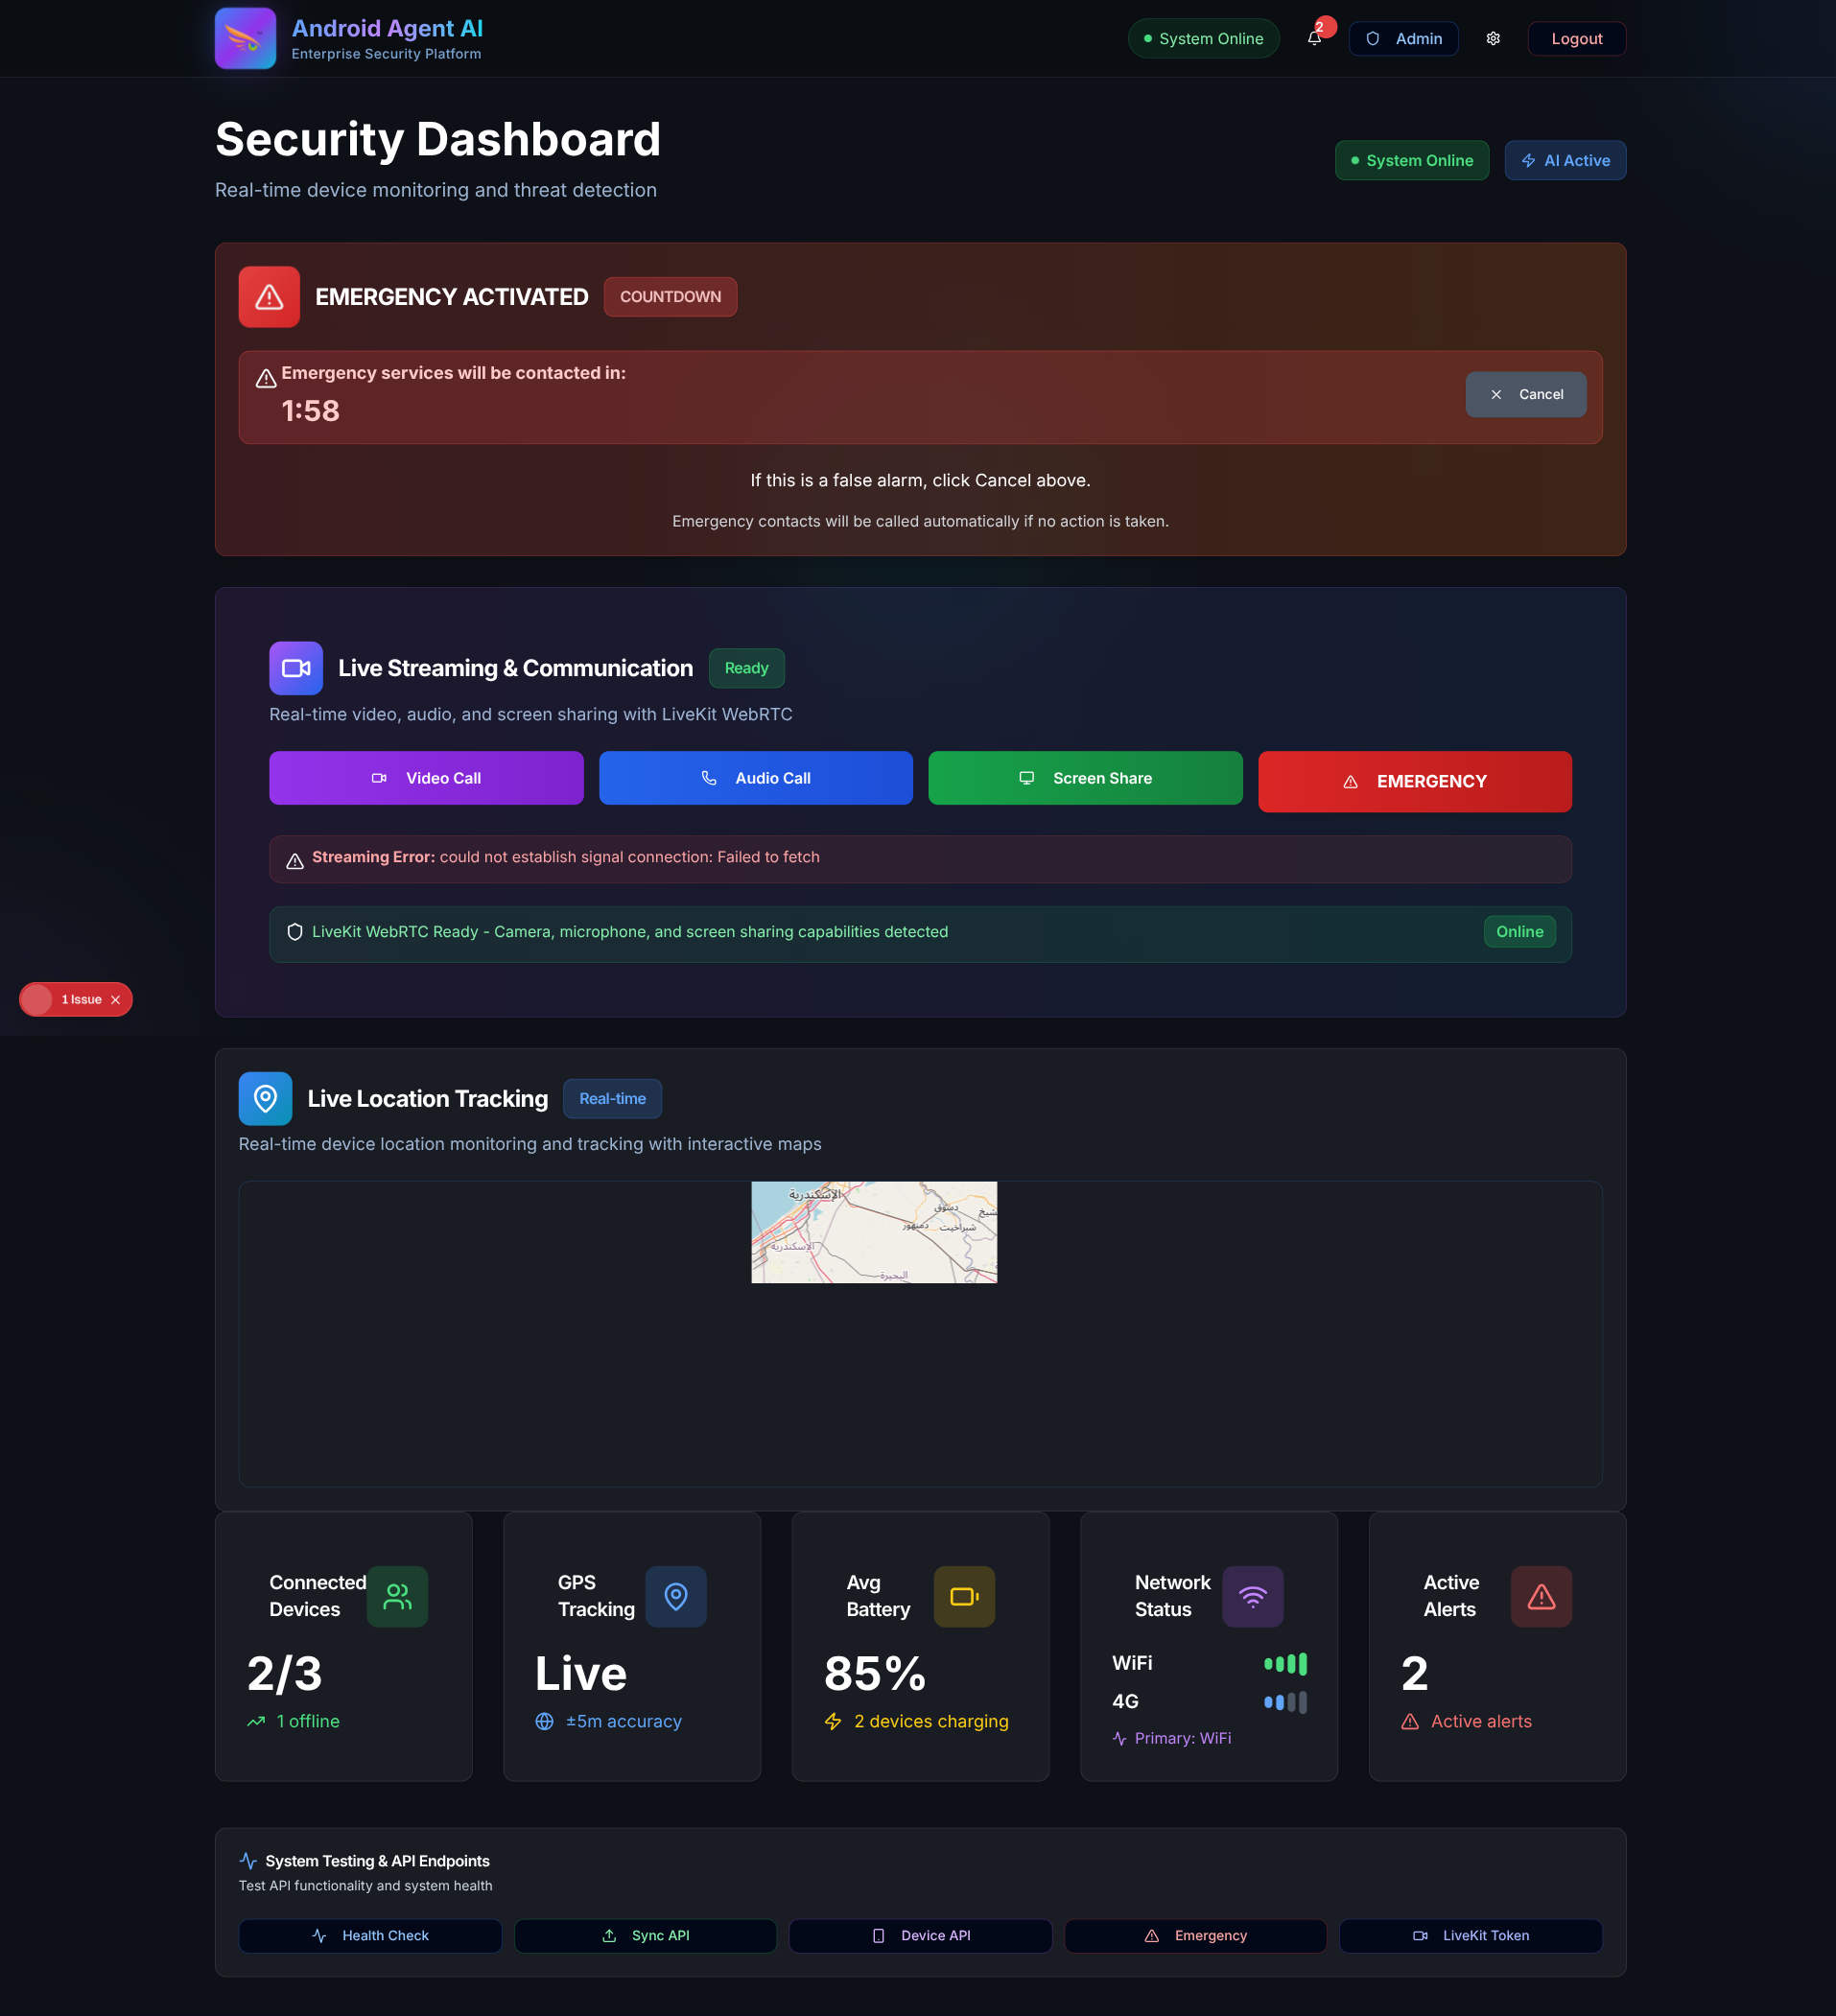 Android Agent AI
Enterprise Security Platform
System Online
2
Admin
Logout
Security Dashboard
Real-time device monitoring and threat detection
System Online
AI Active
EMERGENCY ACTIVATED
COUNTDOWN
Emergency services will be contacted in:
1:58
Cancel
If this is a false alarm, click Cancel above.
Emergency contacts will be called automatically if no action is taken.
Live Streaming & Communication
Ready
Real-time video, audio, and screen sharing with LiveKit WebRTC
Video Call
Audio Call
Screen Share
EMERGENCY
Streaming Error: could not establish signal connection: Failed to fetch
LiveKit WebRTC Ready - Camera, microphone, and screen sharing capabilities detected
Online
1 Issue
Live Location Tracking
Real-time
Real-time device location monitoring and tracking with interactive maps
الإسكندرية
دسوق
دمنهور
شبراخيت
الإسكندرية
البحيرة
Connected
Devices
2/3
1 offline
GPS
Tracking
Live
±5m accuracy
Avg
Battery
85%
2 devices charging
Network
Status
WiFi
4G
Primary: WiFi
Active
Alerts
2
Active alerts
System Testing & API Endpoints
Test API functionality and system health
Health Check
Sync API
Device API
Emergency
LiveKit Token